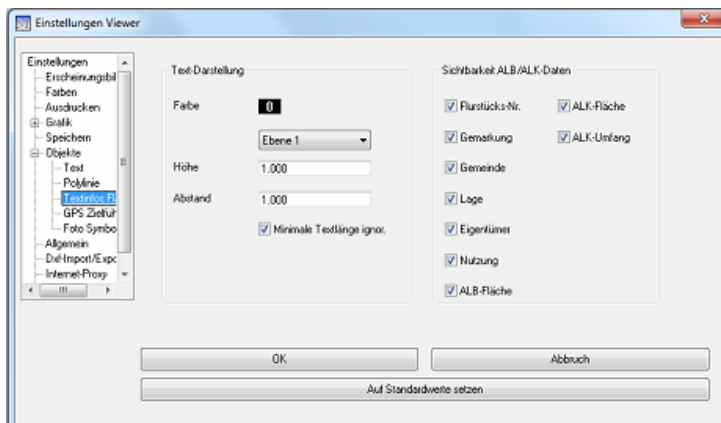 Einstellungen Viewer
Einstellungen
Erscheinungsbil
Farben
Ausdrucken
Grafik
Speichern
Objekte
Text
Polylinie
Textinfos Fl
GPS Zielfüh
Foto Symbo
Allgemein
Dxf-Import/Expo
Internet-Proxy
Text-Darstellung
Farbe
0
Ebene 1
Höhe
1.000
Abstand
1.000
Minimale Textlänge ignor.
Sichtbarkeit ALB/ALK-Daten
Flurstücks-Nr.
ALK-Fläche
Gemarkung
ALK-Umfang
Gemeinde
Lage
Eigentümer
Nutzung
ALB-Fläche
OK
Abbruch
Auf Standardwerte setzen